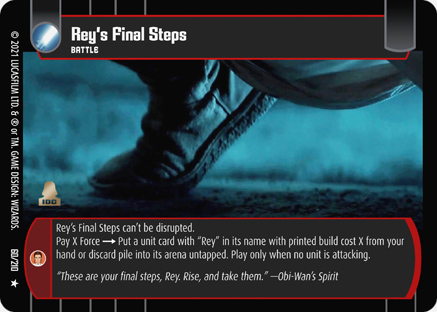 Rey's Final Steps
BATTLE
© 2021 LUCASFILM LTD. & ® or TM. GAME DESIGN: WIZARDS.
100
Rey's Final Steps can't be disrupted.
Pay X Force → Put a unit card with "Rey" in its name with printed build cost X from your
hand or discard pile into its arena untapped. Play only when no unit is attacking.
"These are your final steps, Rey. Rise, and take them." —Obi-Wan's Spirit